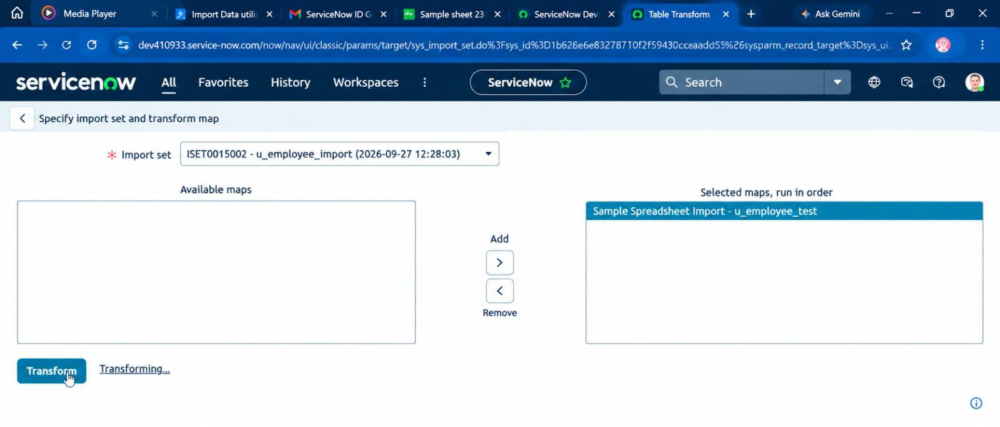 Media Player
Import Data utili
ServiceNow ID G
Sample sheet 23
ServiceNow Dev
Table Transform
Ask Gemini
dev410933.service-now.com/now/nav/ui/classic/params/target/sys_import_set.do%3Fsys_id%3D1b626e6e83278710f2f59430cceaadd55%26sysparm_record_target%3Dsys_ui...
servicenow
All
Favorites
History
Workspaces
ServiceNow
Search
Specify import set and transform map
* Import set
ISET0015002 - u_employee_import (2026-09-27 12:28:03)
Available maps
Selected maps, run in order
Sample Spreadsheet Import - u_employee_test
Add
Remove
Transform
Transforming...